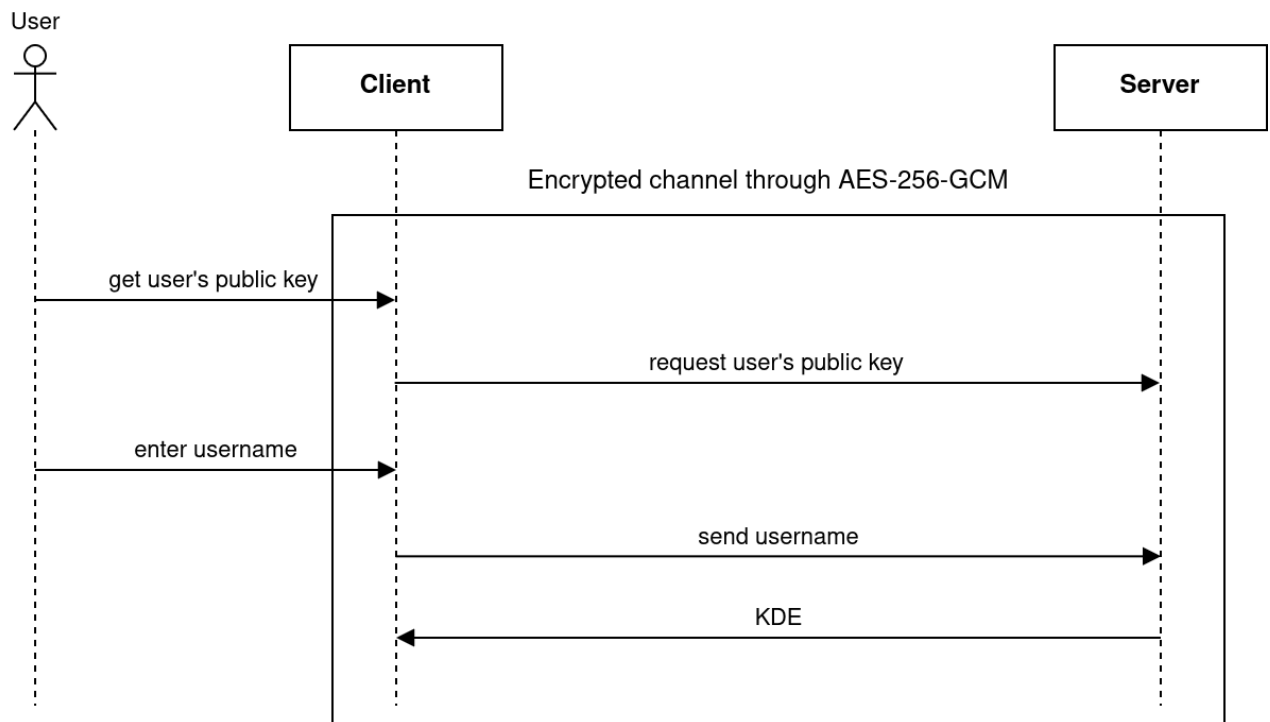 User
Client
Server
Encrypted channel through AES-256-GCM
get user's public key
request user's public key
enter username
send username
KDE